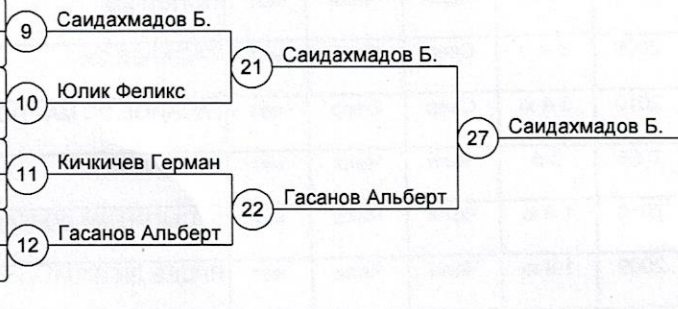 9 Саидахмадов Б.
21 Саидахмадов Б.
10 Юлик Феликс
27 Саидахмадов Б.
11 Кичкичев Герман
22 Гасанов Альберт
12 Гасанов Альберт